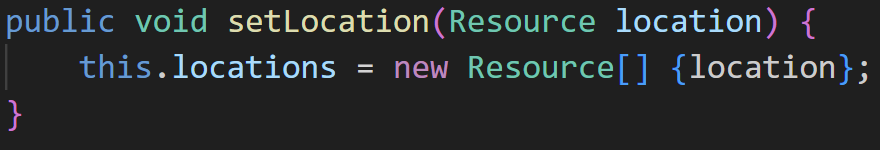 public void setLocation(Resource location) {
    this.locations = new Resource[] {location};
}